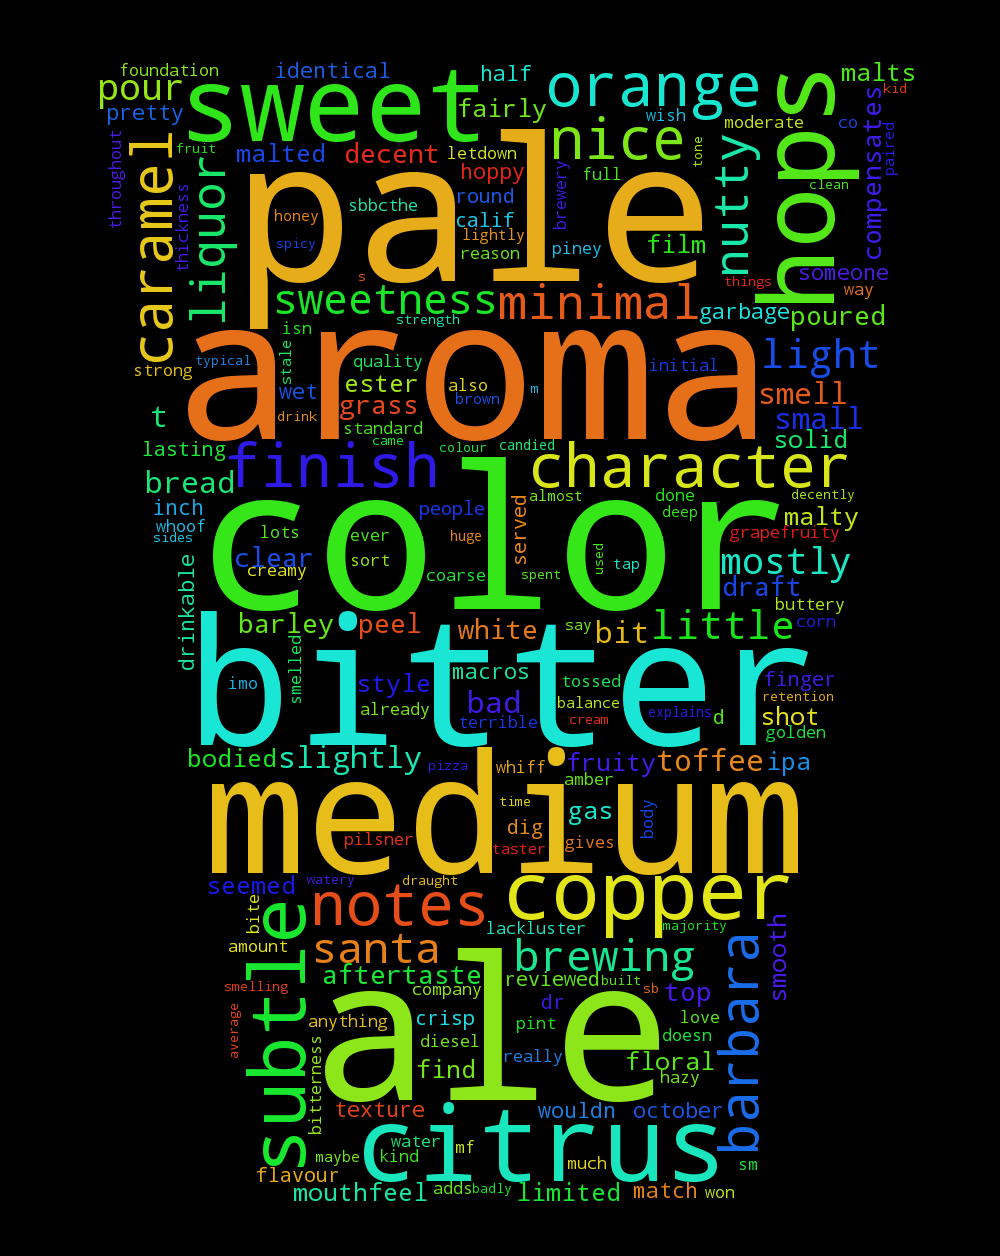 foundation identical half orange malts
pour sweet fairly hops kid
pretty nice wish moderate co compensates
throughout caramel fruit malted decent letdown tone paired
liquor hoppy brewery full nutty clean
thickness pale round
honey sbbcthe calif
spicy lightly piney film someone
reason things way
s sweetness minimal garbage poured
isn strength
strong typical stale quality aroma initial light
wet ester also brown m smell
drink grass small
t standard
lasting came colour candied solid
bread finish character
inch people almost done decently
whoof lots ever huge served deep malty
sides clear color grapefruity
creamy sort coarse spent used tap mostly
drinkable draft
barley peel white say bit little buttery
corn
smelled bitter
imo style macros tossed finger
already bad balance explains d retention
terrible cream shot
golden
bodied slightly pizza whiff fruity toffee ipa
amber
medium time gas body
pilsner dig gives
taster
seemed watery draught copper
bite notes lackluster majority
amount santa brewing
subtle aftertaste reviewed built barbara smooth
smelling company sb top
dr
average anything crisp pint love
diesel ale doesn
bitterness find really floral
hazy
texture wouldn october
water citrus
maybe kind mf much sm
flavour
mouthfeel adds badly limited match won